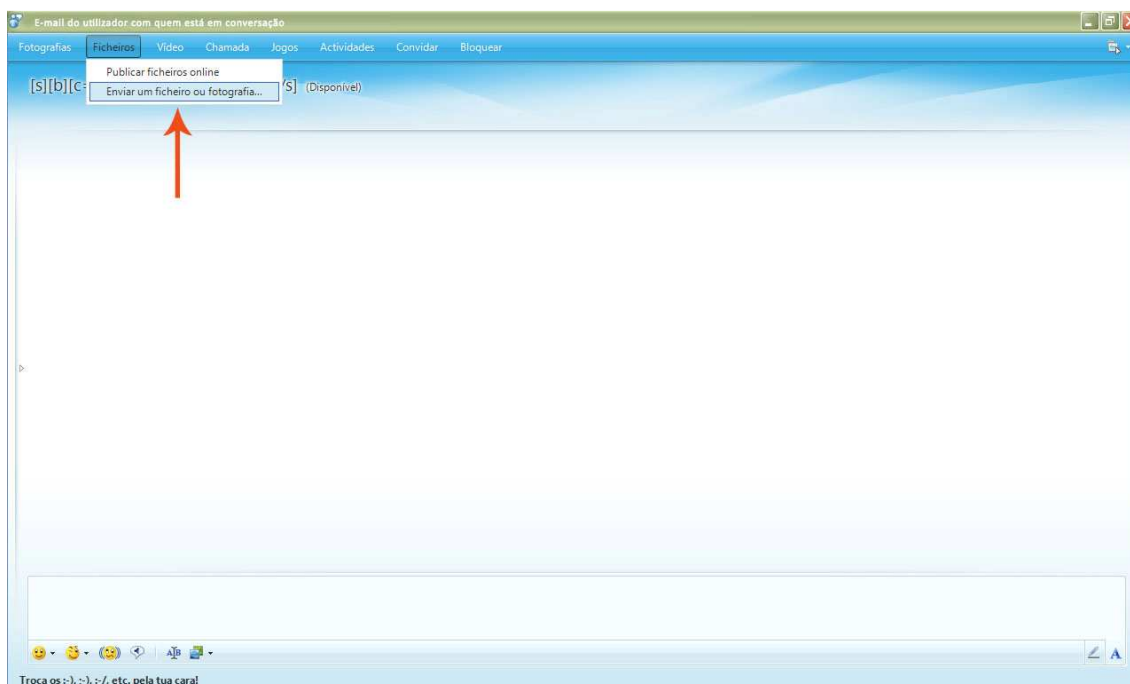 E-mail do utilizador com quem está em conversação
Fotografias Ficheiros Vídeo Chamada Jogos Actividades Convidar Bloquear
Publicar ficheiros online
Enviar um ficheiro ou fotografia...
[s][b][c= /s] (Disponível)
Troca os :-), :-), :-/, etc. pela tua cara!